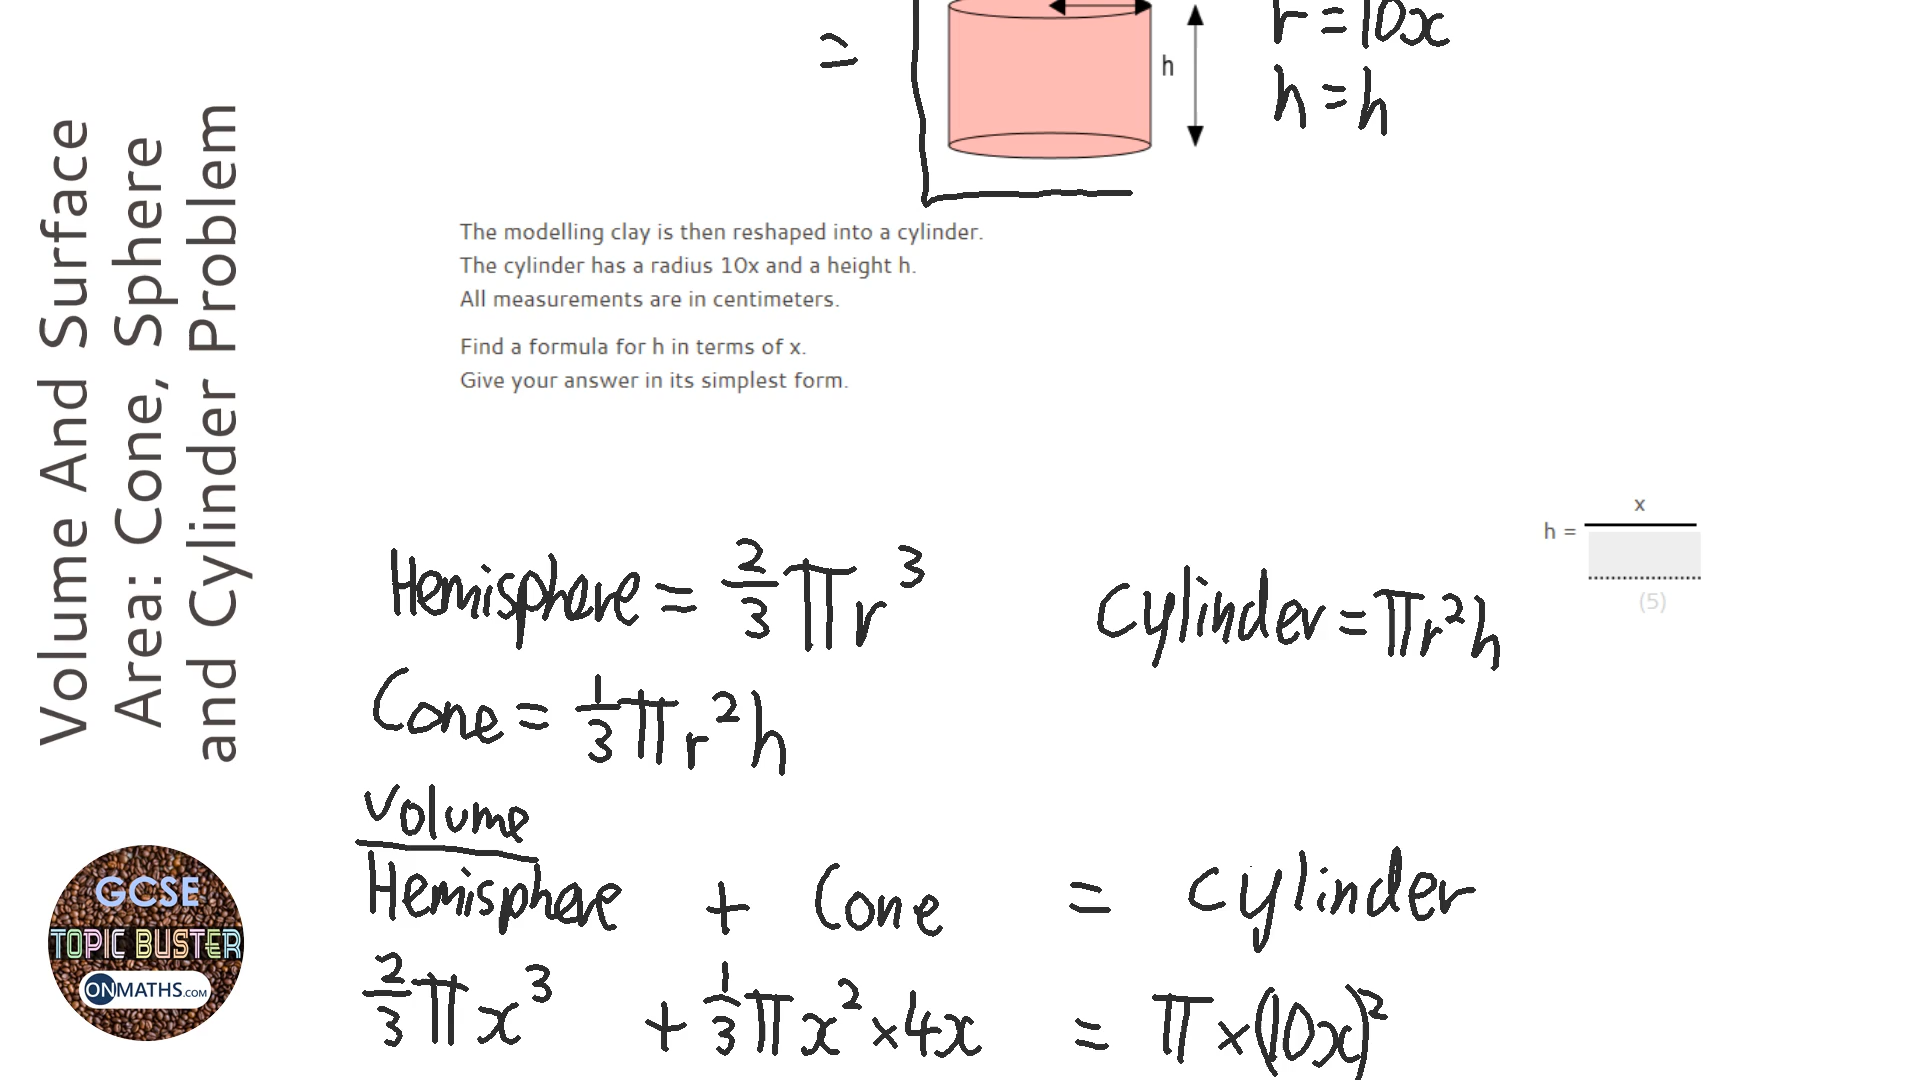 Volume And Surface
Area: Cone, Sphere
and Cylinder Problem
=
h
r = 10x
h = h
The modelling clay is then reshaped into a cylinder.
The cylinder has a radius 10x and a height h.
All measurements are in centimeters.
Find a formula for h in terms of x.
Give your answer in its simplest form.
h = x
(5)
Hemisphere = 2/3 πr³
Cylinder = πr²h
Cone = 1/3 πr²h
Volume
Hemisphere + Cone = Cylinder
2/3 πx³ + 1/3 πx² × 4x = π × (10x)²
GCSE
TOPIC BUSTER
ONMATHS.COM